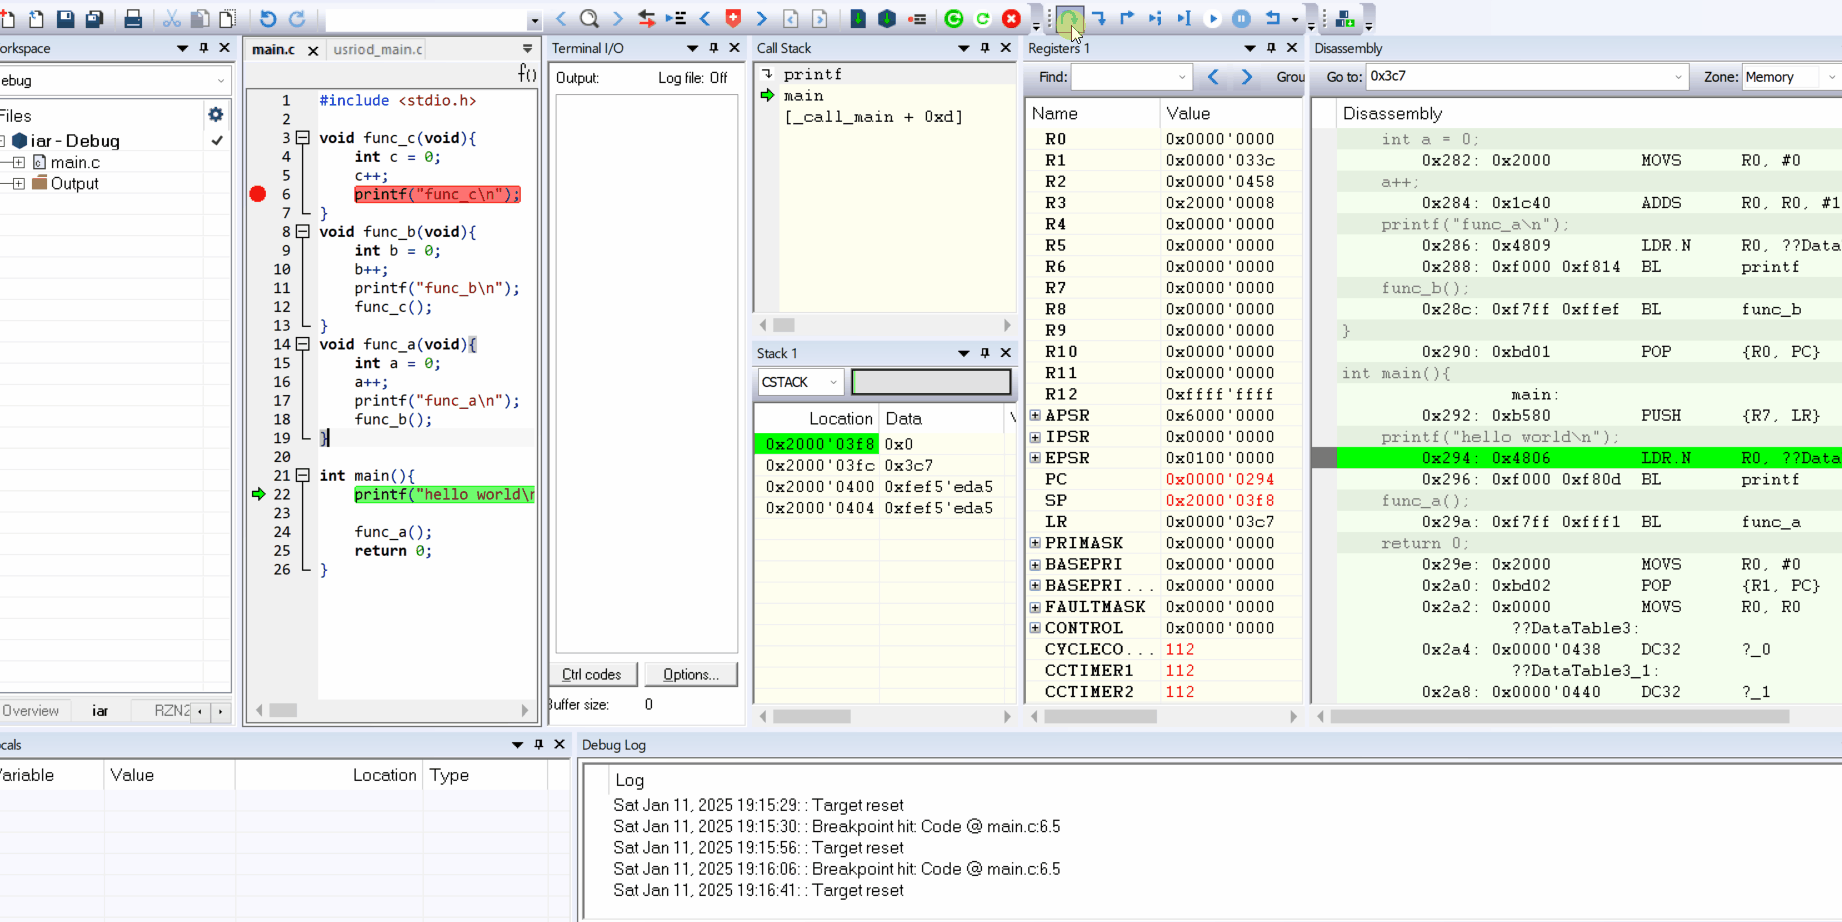 orkspace
ebug
Files
iar - Debug
main.c
Output
Overview
iar
RZN2
main.c
usriod_main.c
f()
1 #include <stdio.h>
2
3 void func_c(void){
4 int c = 0;
5 c++;
6 printf("func_c\n");
7 }
8 void func_b(void){
9 int b = 0;
10 b++;
11 printf("func_b\n");
12 func_c();
13 }
14 void func_a(void){
15 int a = 0;
16 a++;
17 printf("func_a\n");
18 func_b();
19 }
20
21 int main(){
22 printf("hello world\n
23
24 func_a();
25 return 0;
26 }
Terminal I/O
Output: Log file: Off
Ctrl codes Options...
Buffer size: 0
Call Stack
printf
main
[_call_main + 0xd]
Stack 1
CSTACK
Location Data V
0x2000'03f8 0x0
0x2000'03fc 0x3c7
0x2000'0400 0xfef5'eda5
0x2000'0404 0xfef5'eda5
Registers 1
Find: Grou
Name Value
R0 0x0000'0000
R1 0x0000'033c
R2 0x0000'0458
R3 0x2000'0008
R4 0x0000'0000
R5 0x0000'0000
R6 0x0000'0000
R7 0x0000'0000
R8 0x0000'0000
R9 0x0000'0000
R10 0x0000'0000
R11 0x0000'0000
R12 0xffff'ffff
APSR 0x6000'0000
IPSR 0x0000'0000
EPSR 0x0100'0000
PC 0x0000'0294
SP 0x2000'03f8
LR 0x0000'03c7
PRIMASK 0x0000'0000
BASEPRI 0x0000'0000
BASEPRI... 0x0000'0000
FAULTMASK 0x0000'0000
CONTROL 0x0000'0000
CYCLECO... 112
CCTIMER1 112
CCTIMER2 112
Disassembly
Go to: 0x3c7 Zone: Memory
Disassembly
int a = 0;
0x282: 0x2000 MOVS R0, #0
a++;
0x284: 0x1c40 ADDS R0, R0, #1
printf("func_a\n");
0x286: 0x4809 LDR.N R0, ??Data
0x288: 0xf000 0xf814 BL printf
func_b();
0x28c: 0xf7ff 0xffef BL func_b
}
0x290: 0xbd01 POP {R0, PC}
int main(){
main:
0x292: 0xb580 PUSH {R7, LR}
printf("hello world\n");
0x294: 0x4806 LDR.N R0, ??Data
0x296: 0xf000 0xf80d BL printf
func_a();
0x29a: 0xf7ff 0xfff1 BL func_a
return 0;
0x29e: 0x2000 MOVS R0, #0
0x2a0: 0xbd02 POP {R1, PC}
0x2a2: 0x0000 MOVS R0, R0
??DataTable3:
0x2a4: 0x0000'0438 DC32 ?_0
??DataTable3_1:
0x2a8: 0x0000'0440 DC32 ?_1
ocals
Variable Value Location Type
Debug Log
Log
Sat Jan 11, 2025 19:15:29: : Target reset
Sat Jan 11, 2025 19:15:30: : Breakpoint hit: Code @ main.c:6.5
Sat Jan 11, 2025 19:15:56: : Target reset
Sat Jan 11, 2025 19:16:06: : Breakpoint hit: Code @ main.c:6.5
Sat Jan 11, 2025 19:16:41: : Target reset